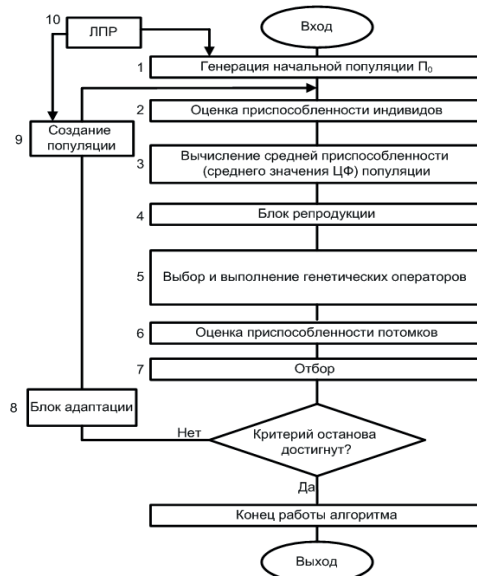 10
ЛПР
Вход
1
Генерация начальной популяции П₀
2
Оценка приспособленности индивидов
9
Создание
популяции
3
Вычисление средней приспособленности
(среднего значения ЦФ) популяции
4
Блок репродукции
5
Выбор и выполнение генетических операторов
6
Оценка приспособленности потомков
7
Отбор
8
Блок адаптации
Нет
Критерий останова
достигнут?
Да
Конец работы алгоритма
Выход